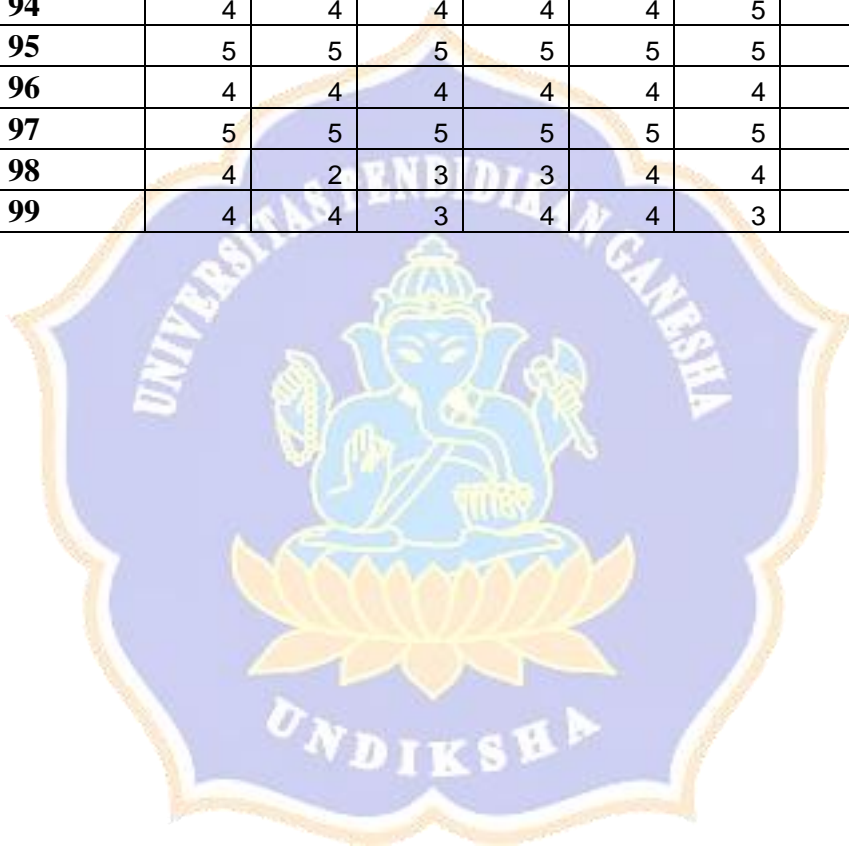 94 4 4 4 4 4 5
95 5 5 5 5 5 5
96 4 4 4 4 4 4
97 5 5 5 5 5 5
98 4 2 3 3 4 4
99 4 4 3 4 4 3
UNIVERSITAS PENDIDIKAN GANESHA
UNDIKSHA